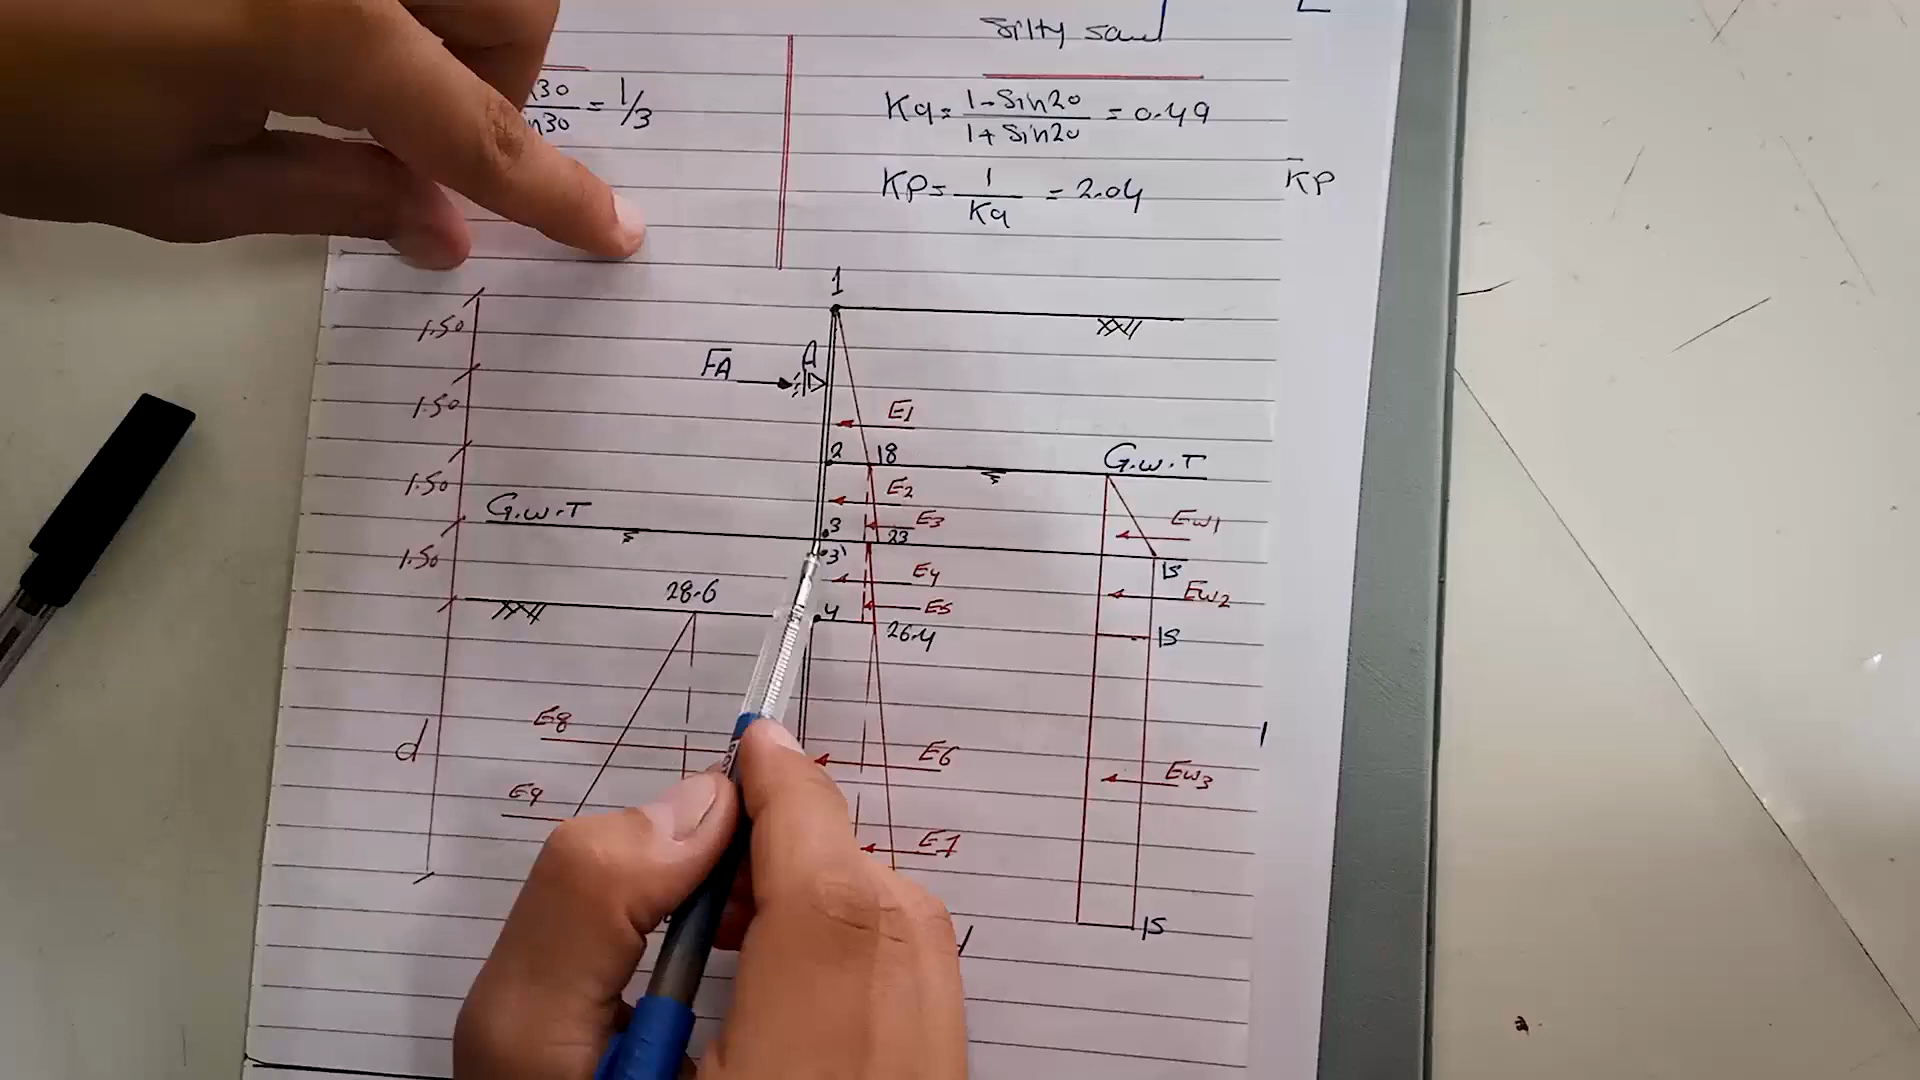 silty sand
Ka = 1-Sin20 / 1+Sin20 = 0.49
= 1/3
KP = 1 / Ka = 2.04
KP
1
1.50
FA
A
1.50
E1
2
18
G.W.T
1.50
E2
G.W.T
3
E3
23
Ew1
1.50
3'
E4
15
28.6
4
E5
Ew2
26.4
15
E8
d
E6
Ew3
E9
E7
15